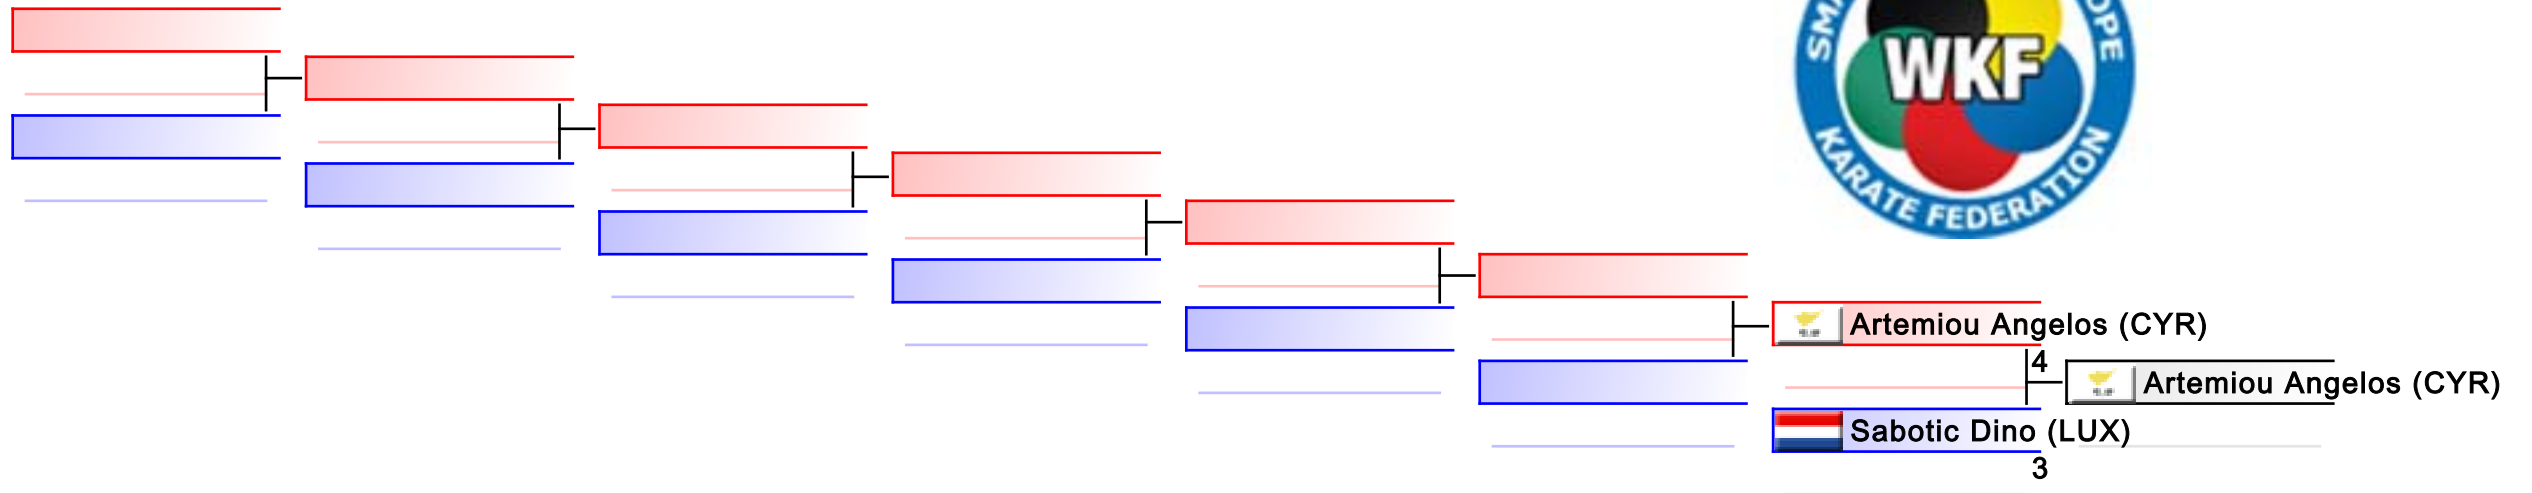 WKF
KARATE FEDERATION
Artemiou Angelos (CYR)
4
Artemiou Angelos (CYR)
Sabotic Dino (LUX)
3